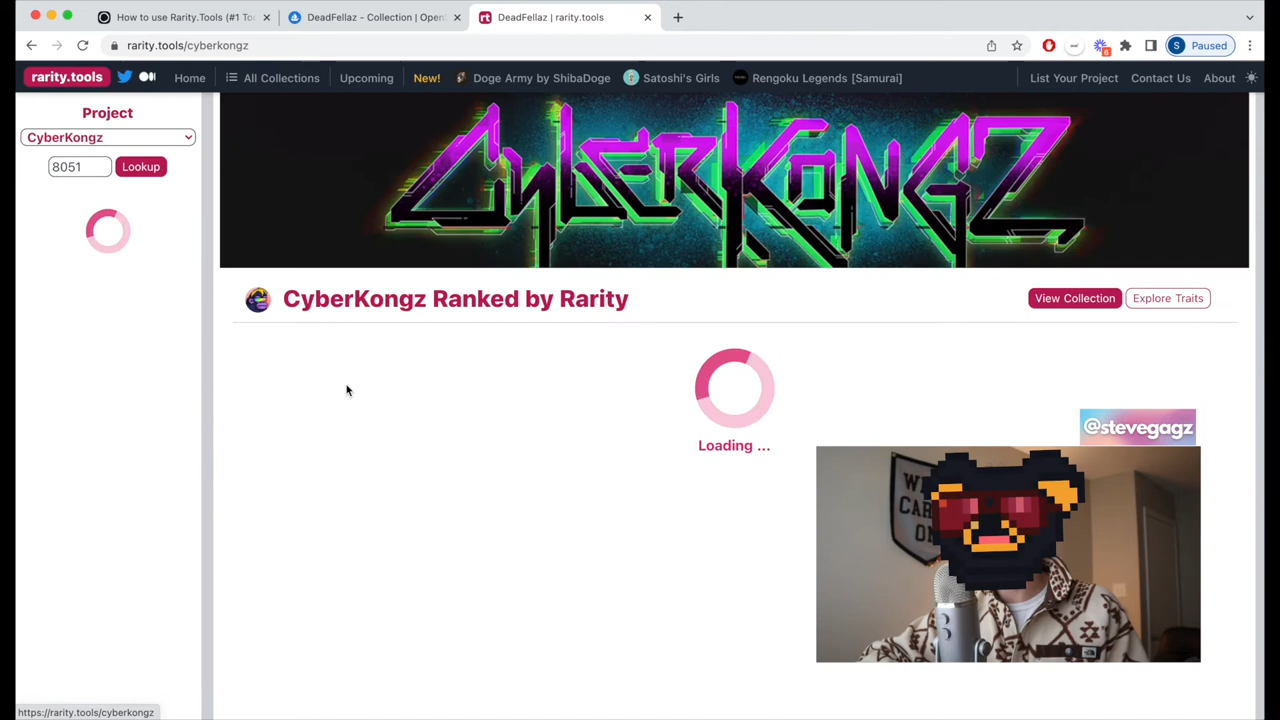 How to use Rarity.Tools (#1 To
DeadFellaz - Collection | Open
DeadFellaz | rarity.tools
rarity.tools/cyberkongz
6
S Paused
rarity.tools Home All Collections Upcoming New! Doge Army by ShibaDoge Satoshi's Girls Rengoku Legends [Samurai] List Your Project Contact Us About
Project
CyberKongz
8051 Lookup
CYBERKONGZ
CyberKongz Ranked by Rarity
View Collection Explore Traits
Loading ...
@stevegagz
https://rarity.tools/cyberkongz